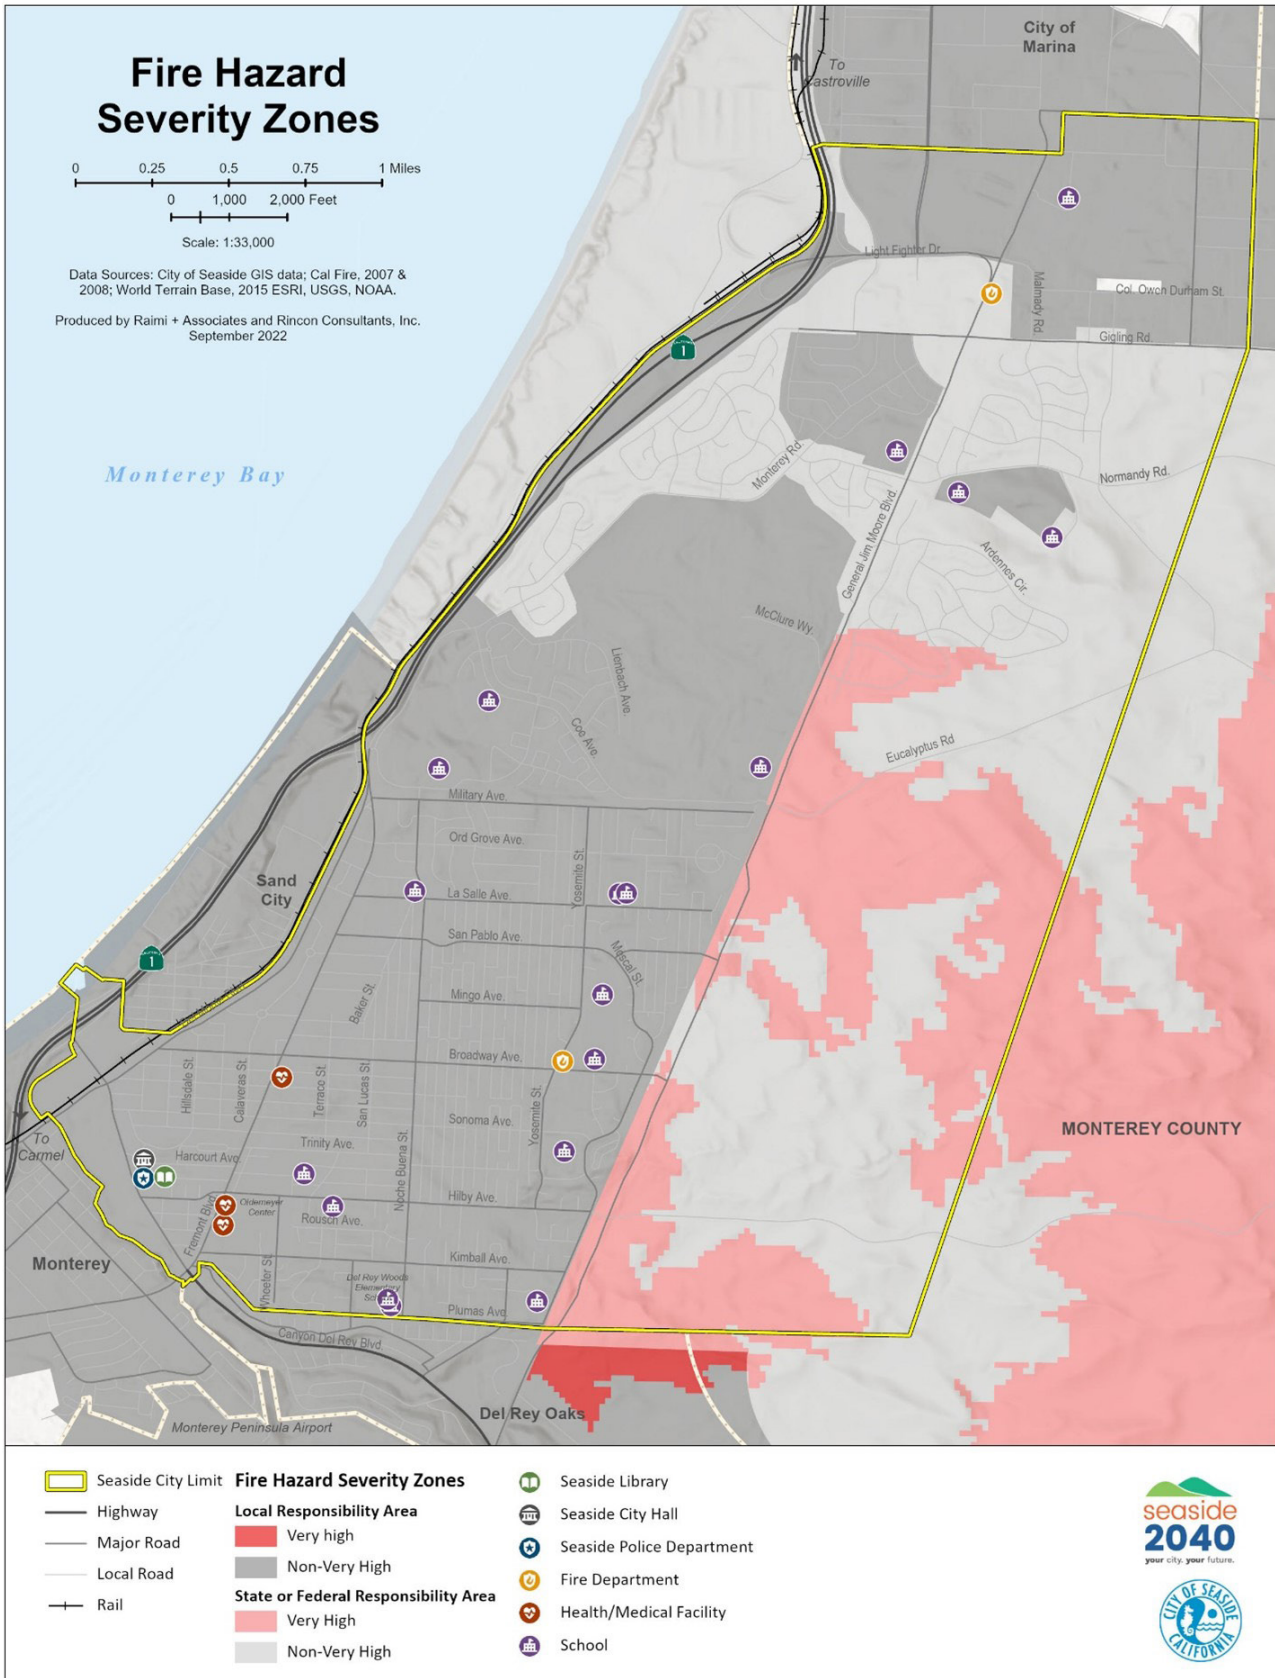 Fire Hazard
Severity Zones
0 0.25 0.5 0.75 1 Miles
0 1,000 2,000 Feet
Scale: 1:33,000
Data Sources: City of Seaside GIS data; Cal Fire, 2007 &
2008; World Terrain Base, 2015 ESRI, USGS, NOAA.
Produced by Raimi + Associates and Rincon Consultants, Inc.
September 2022
City of
Marina
To
Castroville
Light Fighter Dr.
Malmedy Rd.
Col. Owen Durham St.
Gigling Rd.
1
Monterey Bay
Monterey Rd.
Normandy Rd.
General Jim Moore Blvd.
Ardennes Cir.
McClure Wy.
Lienbach Ave.
Coe Ave.
Eucalyptus Rd
Military Ave.
Ord Grove Ave.
Yosemite St.
Sand
City
La Salle Ave.
San Pablo Ave.
Mescal St.
1
Mingo Ave.
Baker St.
Broadway Ave.
Hillsdale St.
Calaveras St.
Terrace St.
San Lucas St.
Yosemite St.
Sonoma Ave.
MONTEREY COUNTY
To
Carmel
Trinity Ave.
Harcourt Ave.
Noche Buena St.
Hilby Ave.
Oldemeyer
Center
Rousch Ave.
Fremont Blvd.
Monterey
Kimball Ave.
Wheeler St.
Del Rey Woods
Elementary
Plumas Ave.
Canyon Del Rey Blvd.
Del Rey Oaks
Monterey Peninsula Airport
Seaside City Limit
Highway
Major Road
Local Road
Rail
Fire Hazard Severity Zones
Local Responsibility Area
Very high
Non-Very High
State or Federal Responsibility Area
Very High
Non-Very High
Seaside Library
Seaside City Hall
Seaside Police Department
Fire Department
Health/Medical Facility
School
seaside
2040
your city. your future.
CITY OF SEASIDE
CALIFORNIA